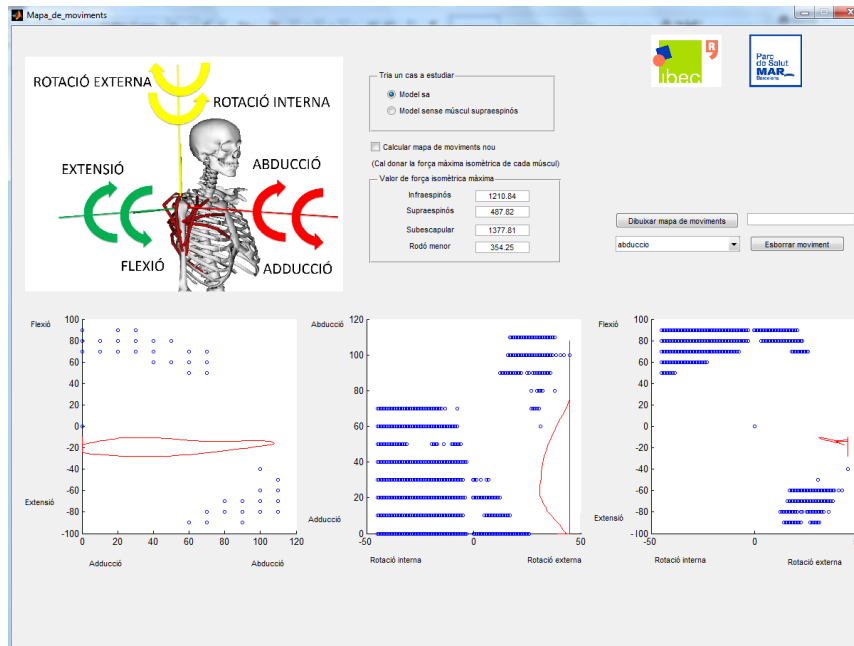 Mapa_de_moviments
ROTACIÓ EXTERNA
ROTACIÓ INTERNA
EXTENSIÓ
ABDUCCIÓ
FLEXIÓ
ADDUCCIÓ
Tria un cas a estudiar
Model sa
Model sense múscul supraespinós
Calcular mapa de moviments nou
(Cal donar la força màxima isomètrica de cada múscul)
Valor de força isomètrica màxima
Infraespinós 1210.84
Supraespinós 487.82
Subescapular 1377.81
Rodó menor 354.25
ibec
R
Parc
de Salut
MAR
Barcelona
Dibuixar mapa de moviments
abduccio
Esborrar moviment
Flexió
100
80
60
40
20
0
-20
-40
-60
-80
-100
Extensió
0 20 40 60 80 100 120
Adducció Abducció
Abducció
120
100
80
60
40
20
0
Adducció
-50 0 50
Rotació interna Rotació externa
Flexió
100
80
60
40
20
0
-20
-40
-60
-80
-100
Extensió
-50 0
Rotació interna Rotació externa